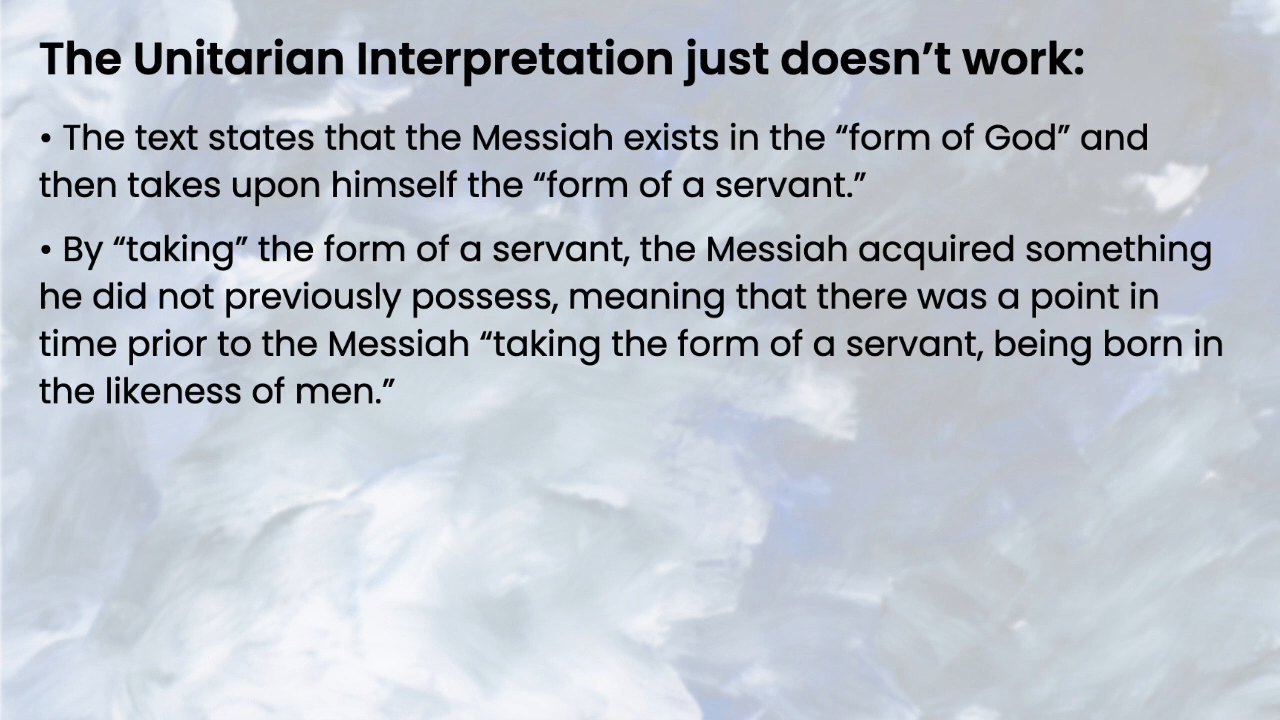 The Unitarian Interpretation just doesn’t work:
• The text states that the Messiah exists in the “form of God” and
then takes upon himself the “form of a servant.”
• By “taking” the form of a servant, the Messiah acquired something
he did not previously possess, meaning that there was a point in
time prior to the Messiah “taking the form of a servant, being born in
the likeness of men.”